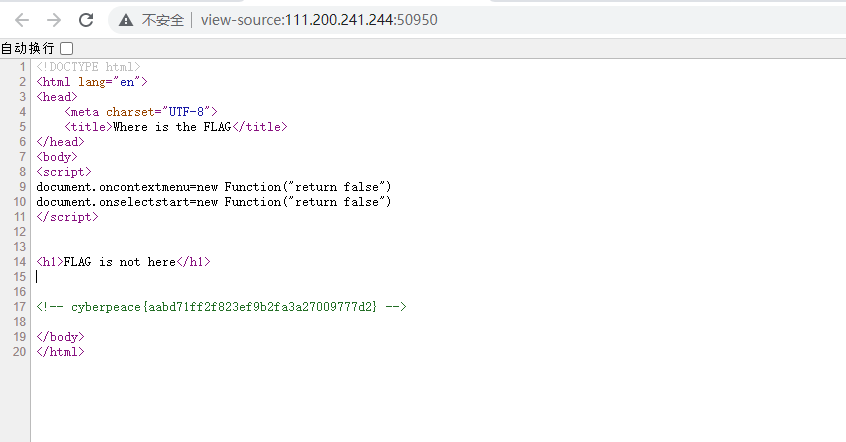 不安全 | view-source:111.200.241.244:50950
自动换行
1 <!DOCTYPE html>
2 <html lang="en">
3 <head>
4 <meta charset="UTF-8">
5 <title>Where is the FLAG</title>
6 </head>
7 <body>
8 <script>
9 document.oncontextmenu=new Function("return false")
10 document.onselectstart=new Function("return false")
11 </script>
12
13
14 <h1>FLAG is not here</h1>
15
16
17 <!-- cyberpeace{aabd71ff2f823ef9b2fa3a27009777d2} -->
18
19 </body>
20 </html>